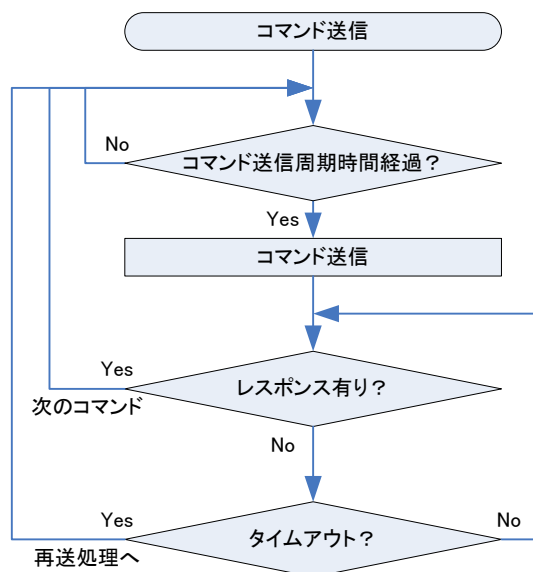 コマンド送信
No
コマンド送信周期時間経過?
Yes
コマンド送信
Yes
レスポンス有り?
次のコマンド
No
Yes
タイムアウト?
No
再送処理へ